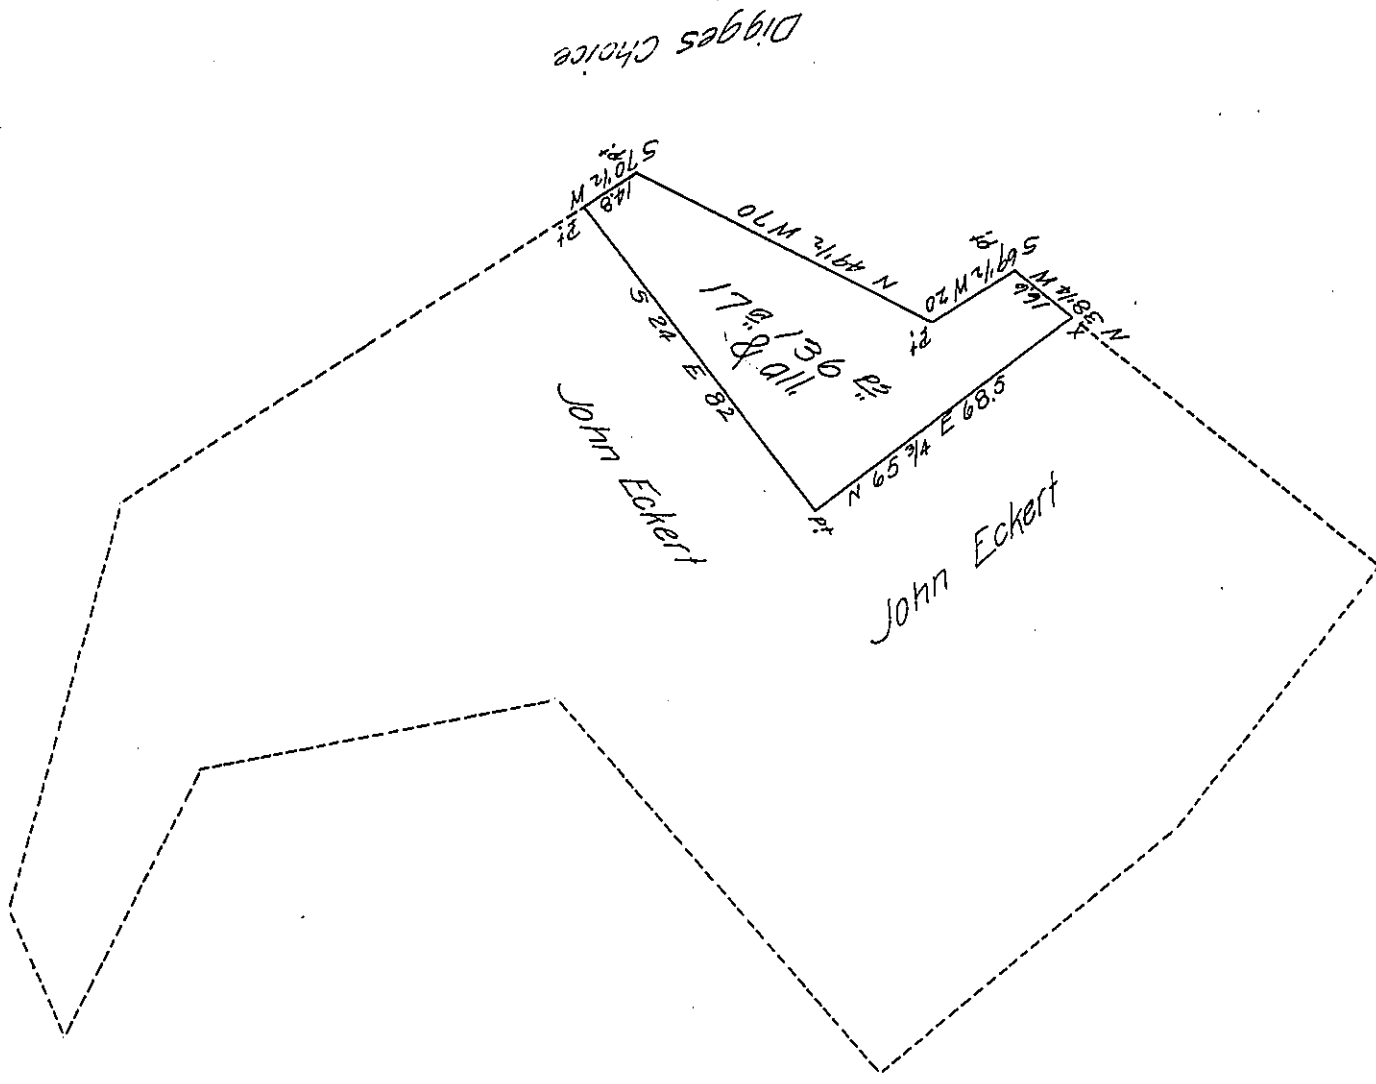 Digges Choice
S 70 1/2 W
14.8
Pt
Pt
N 49 1/2 W 70
S 69 1/2 W 20
Pt
Pt
N 38 1/4 W
16.6
X
S 24 E 82
17 a 136 ps
& all
N 65 3/4 E 68.5
Pt
John Eckert
John Eckert